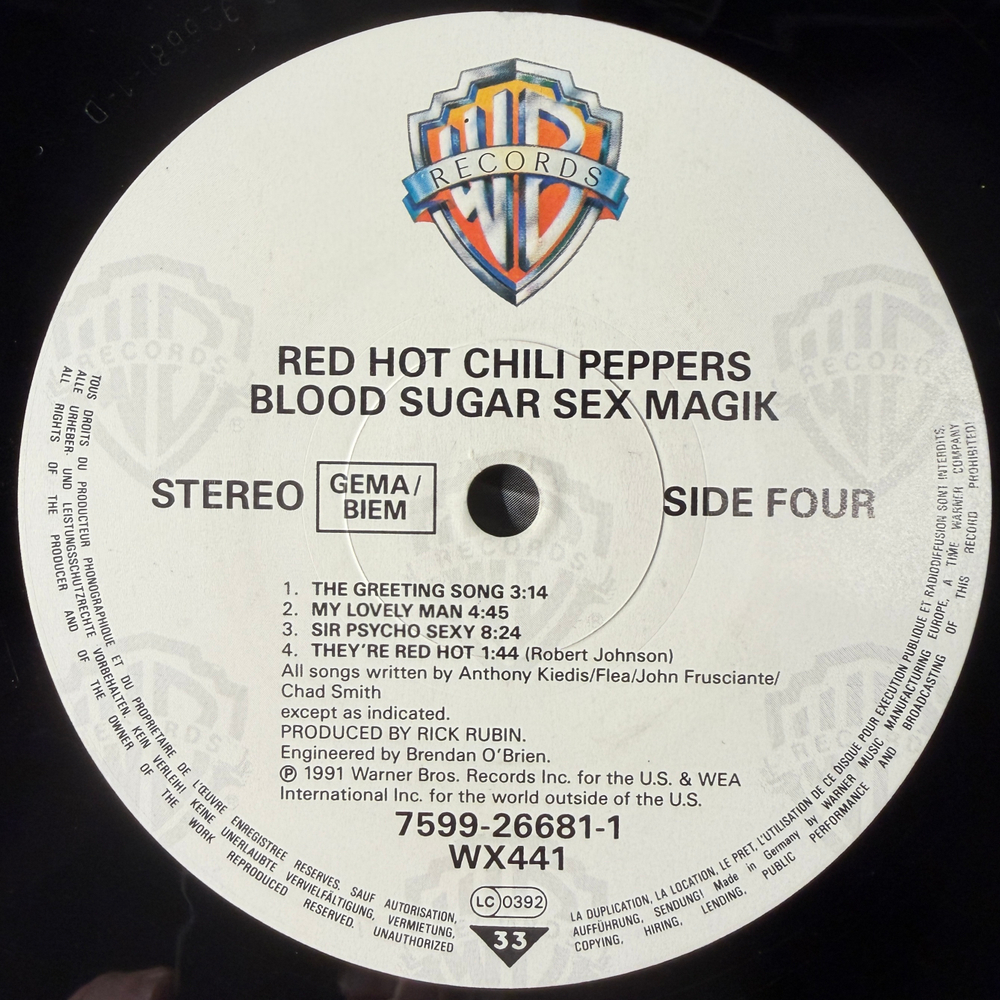 WB
RECORDS
RED HOT CHILI PEPPERS
BLOOD SUGAR SEX MAGIK
STEREO
GEMA/
BIEM
SIDE FOUR
1. THE GREETING SONG 3:14
2. MY LOVELY MAN 4:45
3. SIR PSYCHO SEXY 8:24
4. THEY'RE RED HOT 1:44 (Robert Johnson)
All songs written by Anthony Kiedis/Flea/John Frusciante/
Chad Smith
except as indicated.
PRODUCED BY RICK RUBIN.
Engineered by Brendan O'Brien.
℗ 1991 Warner Bros. Records Inc. for the U.S. & WEA
International Inc. for the world outside of the U.S.
7599-26681-1
WX441
LC 0392
33
TOUS DROITS DU PRODUCTEUR PHONOGRAPHIQUE ET DU PROPRIETAIRE DE L'ŒUVRE ENREGISTREE RESERVES. SAUF AUTORISATION, LA DUPLICATION, LA LOCATION, LE PRET, L'UTILISATION DE CE DISQUE POUR EXECUTION PUBLIQUE ET RADIODIFFUSION SONT INTERDITS.
ALLE URHEBER- UND LEISTUNGSSCHUTZRECHTE VORBEHALTEN. KEIN VERLEIH! KEINE UNERLAUBTE VERVIELFÄLTIGUNG, VERMIETUNG, AUFFÜHRUNG, SENDUNG! Made in Germany by WARNER MUSIC MANUFACTURING EUROPE, A TIME WARNER COMPANY
ALL RIGHTS OF THE PRODUCER AND OF THE OWNER OF THE WORK REPRODUCED RESERVED. UNAUTHORIZED COPYING, HIRING, LENDING, PUBLIC PERFORMANCE AND BROADCASTING OF THIS RECORD PROHIBITED!